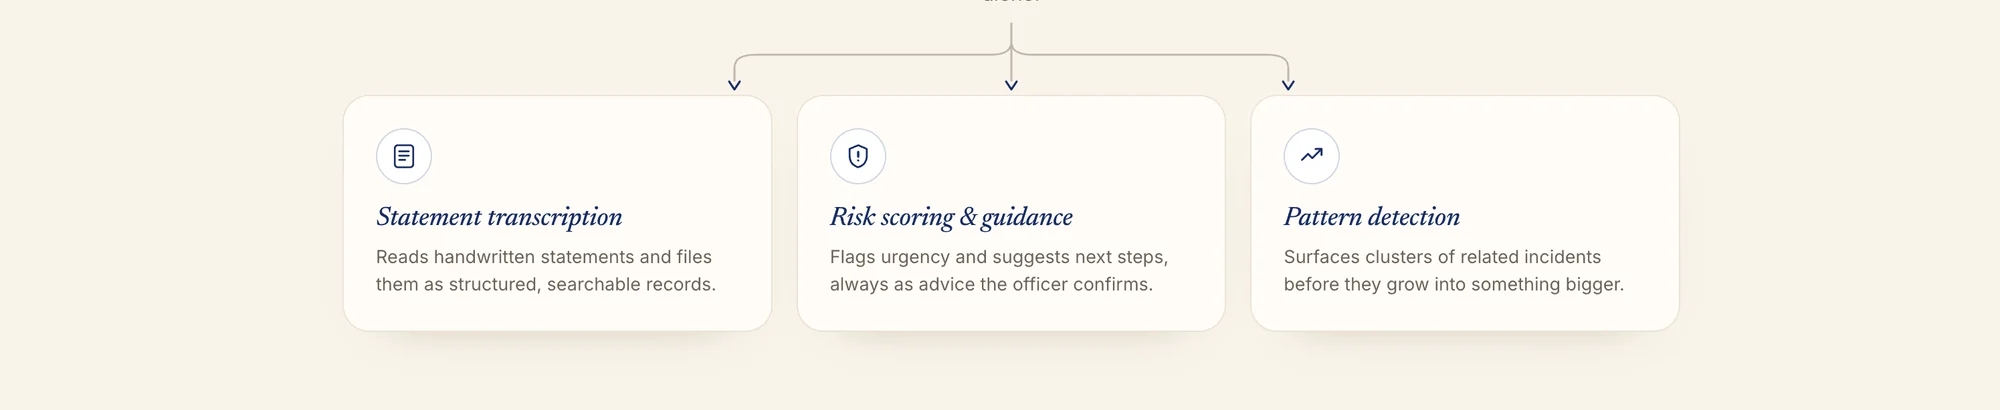 Statement transcription
Reads handwritten statements and files
them as structured, searchable records.
Risk scoring & guidance
Flags urgency and suggests next steps,
always as advice the officer confirms.
Pattern detection
Surfaces clusters of related incidents
before they grow into something bigger.